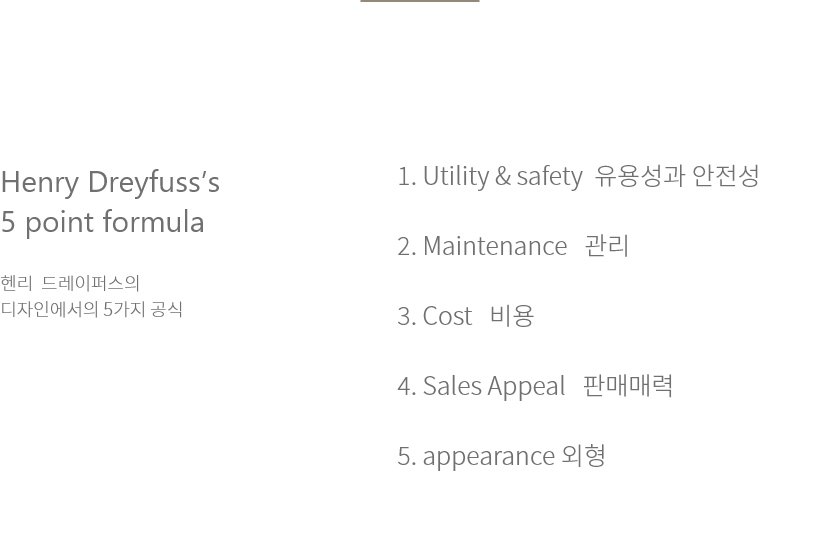 Henry Dreyfuss’s
5 point formula
헨리 드레이퍼스의
디자인에서의 5가지 공식
1. Utility & safety 유용성과 안전성
2. Maintenance 관리
3. Cost 비용
4. Sales Appeal 판매매력
5. appearance 외형